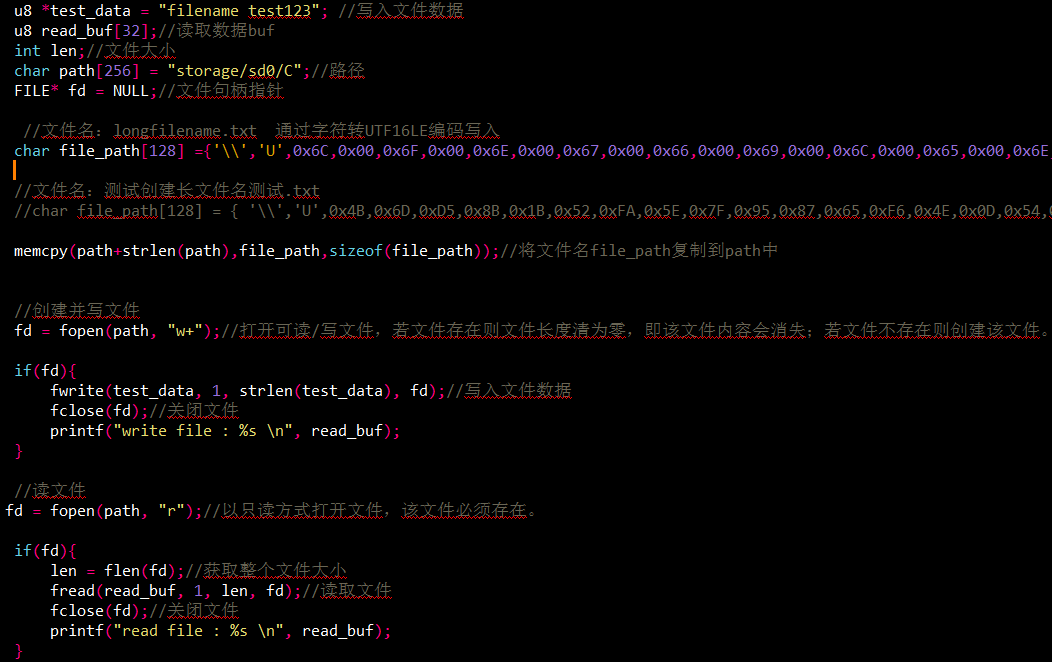 u8 *test_data = "filename test123"; //写入文件数据
u8 read_buf[32];//读取数据buf
int len;//文件大小
char path[256] = "storage/sd0/C";//路径
FILE* fd = NULL;//文件句柄指针
//文件名：longfilename.txt  通过字符转UTF16LE编码写入
char file_path[128] ={'\\','U',0x6C,0x00,0x6F,0x00,0x6E,0x00,0x67,0x00,0x66,0x00,0x69,0x00,0x6C,0x00,0x65,0x00,0x6E
//文件名：测试创建长文件名测试.txt
//char file_path[128] = { '\\','U',0x4B,0x6D,0xD5,0x8B,0x1B,0x52,0xFA,0x5E,0x7F,0x95,0x87,0x65,0xF6,0x4E,0x0D,0x54,
memcpy(path+strlen(path),file_path,sizeof(file_path));//将文件名file_path复制到path中
//创建并写文件
fd = fopen(path, "w+");//打开可读/写文件，若文件存在则文件长度清为零，即该文件内容会消失；若文件不存在则创建该文件。
if(fd){
fwrite(test_data, 1, strlen(test_data), fd);//写入文件数据
fclose(fd);//关闭文件
printf("write file : %s \n", read_buf);
}
//读文件
fd = fopen(path, "r");//以只读方式打开文件，该文件必须存在。
if(fd){
len = flen(fd);//获取整个文件大小
fread(read_buf, 1, len, fd);//读取文件
fclose(fd);//关闭文件
printf("read file : %s \n", read_buf);
}